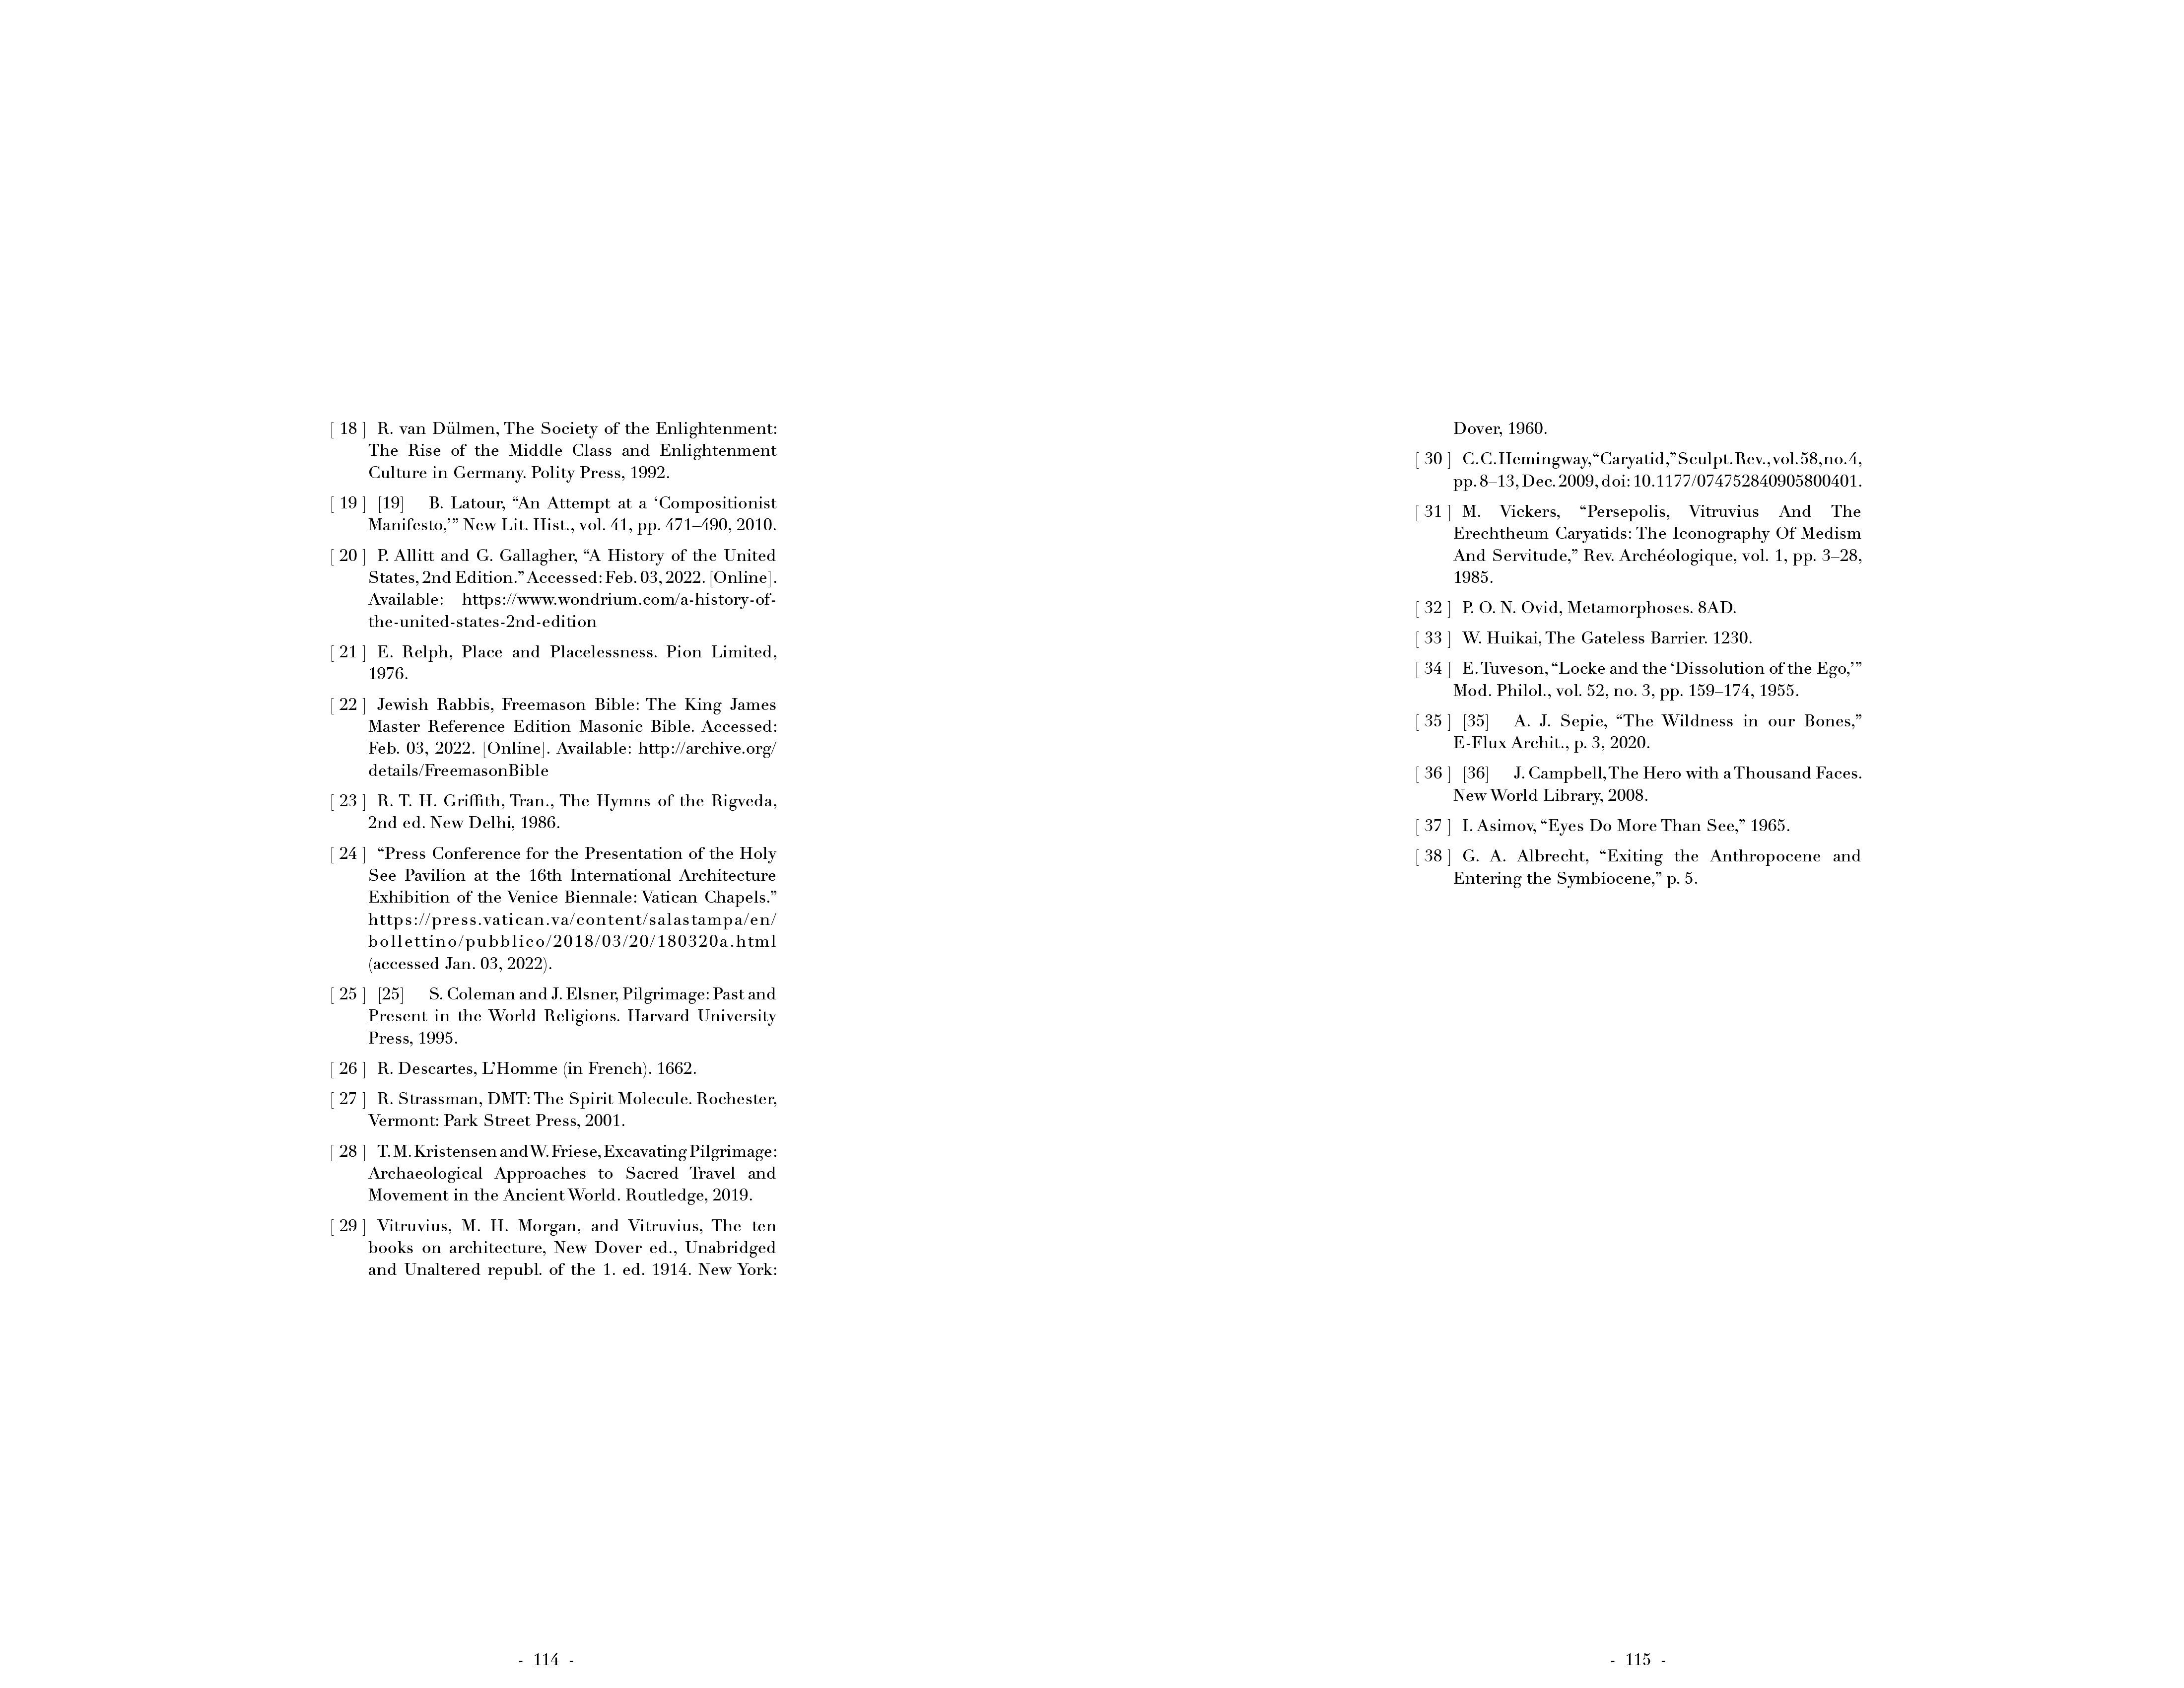 [ 18 ] R. van Dülmen, The Society of the Enlightenment:
The Rise of the Middle Class and Enlightenment
Culture in Germany. Polity Press, 1992.
[ 19 ] [19] B. Latour, “An Attempt at a ‘Compositionist
Manifesto,’” New Lit. Hist., vol. 41, pp. 471–490, 2010.
[ 20 ] P. Allitt and G. Gallagher, “A History of the United
States, 2nd Edition.” Accessed: Feb. 03, 2022. [Online].
Available: https://www.wondrium.com/a-history-of-
the-united-states-2nd-edition
[ 21 ] E. Relph, Place and Placelessness. Pion Limited,
1976.
[ 22 ] Jewish Rabbis, Freemason Bible: The King James
Master Reference Edition Masonic Bible. Accessed:
Feb. 03, 2022. [Online]. Available: http://archive.org/
details/FreemasonBible
[ 23 ] R. T. H. Griffith, Tran., The Hymns of the Rigveda,
2nd ed. New Delhi, 1986.
[ 24 ] “Press Conference for the Presentation of the Holy
See Pavilion at the 16th International Architecture
Exhibition of the Venice Biennale: Vatican Chapels.”
https://press.vatican.va/content/salastampa/en/
bollettino/pubblico/2018/03/20/180320a.html
(accessed Jan. 03, 2022).
[ 25 ] [25] S. Coleman and J. Elsner, Pilgrimage: Past and
Present in the World Religions. Harvard University
Press, 1995.
[ 26 ] R. Descartes, L’Homme (in French). 1662.
[ 27 ] R. Strassman, DMT: The Spirit Molecule. Rochester,
Vermont: Park Street Press, 2001.
[ 28 ] T. M. Kristensen and W. Friese, Excavating Pilgrimage:
Archaeological Approaches to Sacred Travel and
Movement in the Ancient World. Routledge, 2019.
[ 29 ] Vitruvius, M. H. Morgan, and Vitruvius, The ten
books on architecture, New Dover ed., Unabridged
and Unaltered republ. of the 1. ed. 1914. New York:
- 114 -
Dover, 1960.
[ 30 ] C. C. Hemingway, “Caryatid,” Sculpt. Rev., vol. 58, no. 4,
pp. 8–13, Dec. 2009, doi: 10.1177/074752840905800401.
[ 31 ] M. Vickers, “Persepolis, Vitruvius And The
Erechtheum Caryatids: The Iconography Of Medism
And Servitude,” Rev. Archéologique, vol. 1, pp. 3–28,
1985.
[ 32 ] P. O. N. Ovid, Metamorphoses. 8AD.
[ 33 ] W. Huikai, The Gateless Barrier. 1230.
[ 34 ] E. Tuveson, “Locke and the ‘Dissolution of the Ego,’”
Mod. Philol., vol. 52, no. 3, pp. 159–174, 1955.
[ 35 ] [35] A. J. Sepie, “The Wildness in our Bones,”
E-Flux Archit., p. 3, 2020.
[ 36 ] [36] J. Campbell, The Hero with a Thousand Faces.
New World Library, 2008.
[ 37 ] I. Asimov, “Eyes Do More Than See,” 1965.
[ 38 ] G. A. Albrecht, “Exiting the Anthropocene and
Entering the Symbiocene,” p. 5.
- 115 -